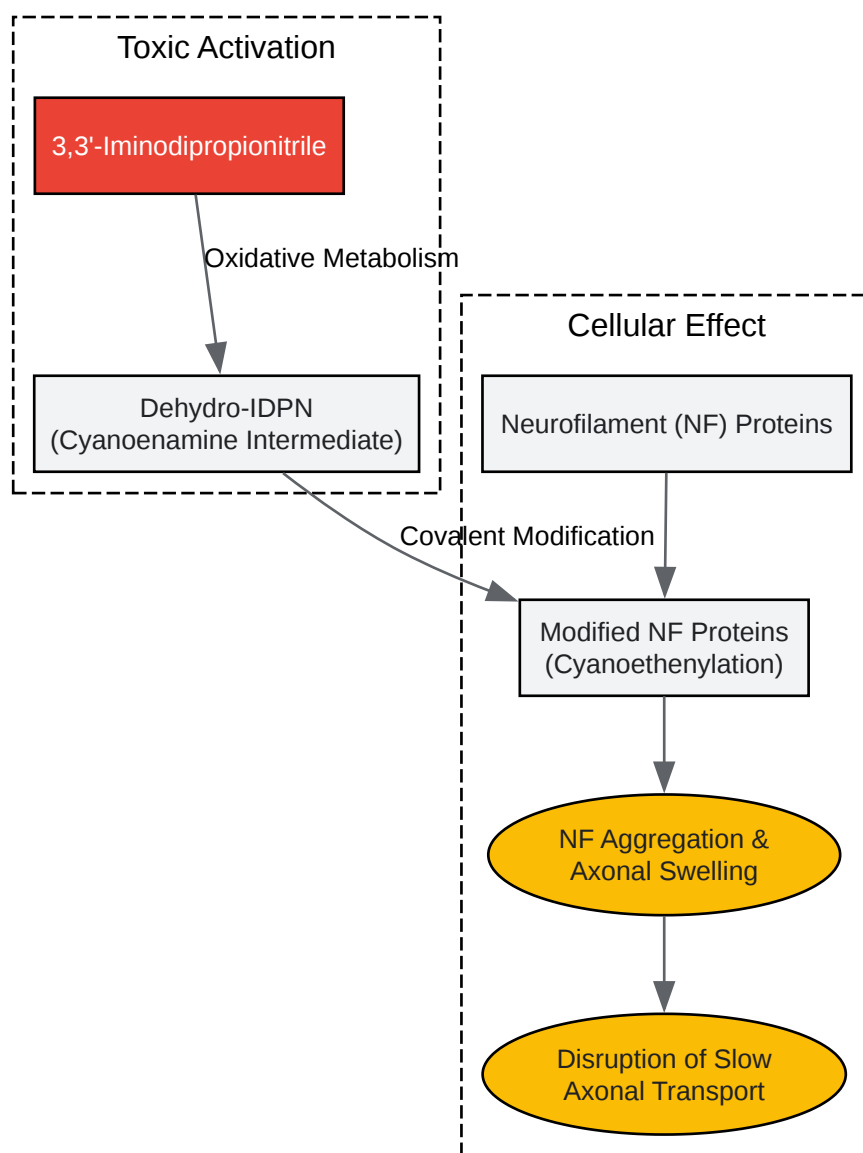 Toxic Activation
3,3'-Iminodipropionitrile
Oxidative Metabolism
Cellular Effect
Dehydro-IDPN
(Cyanoenamine Intermediate)
Neurofilament (NF) Proteins
Covalent Modification
Modified NF Proteins
(Cyanoethenylation)
NF Aggregation &
Axonal Swelling
Disruption of Slow
Axonal Transport